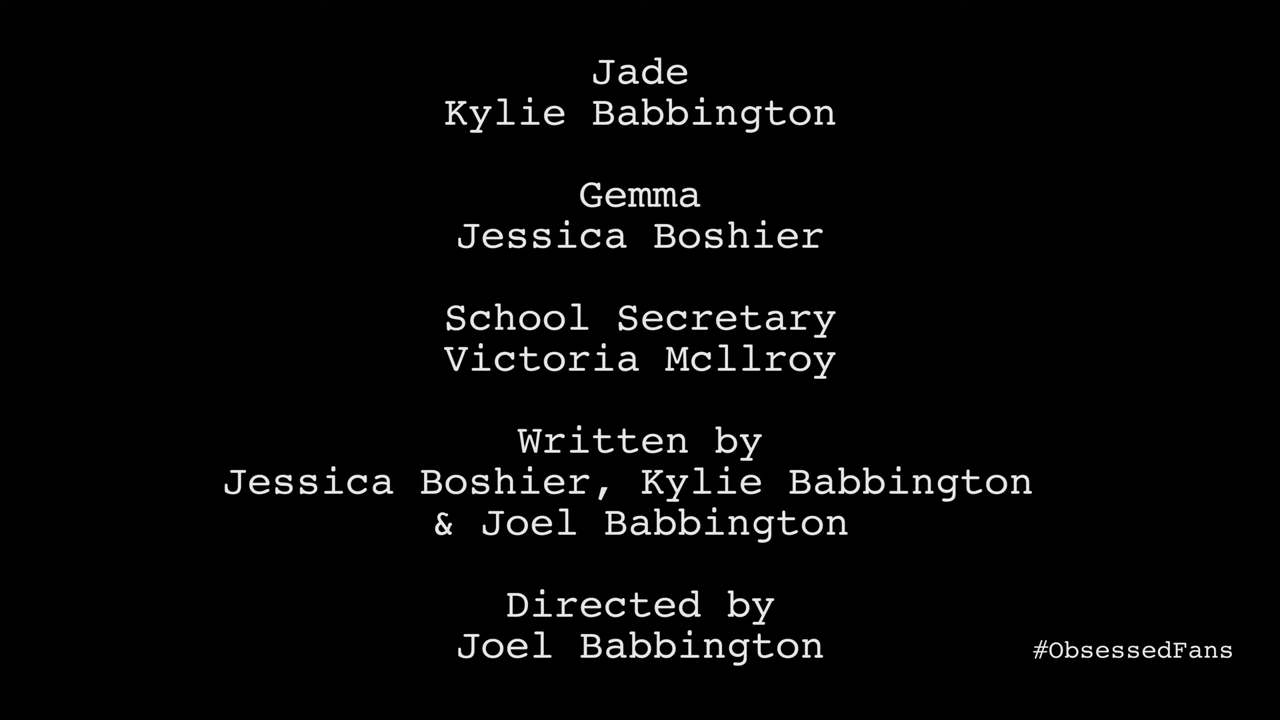 Jade
Kylie Babbington
Gemma
Jessica Boshier
School Secretary
Victoria Mcllroy
Written by
Jessica Boshier, Kylie Babbington
& Joel Babbington
Directed by
Joel Babbington
#ObsessedFans